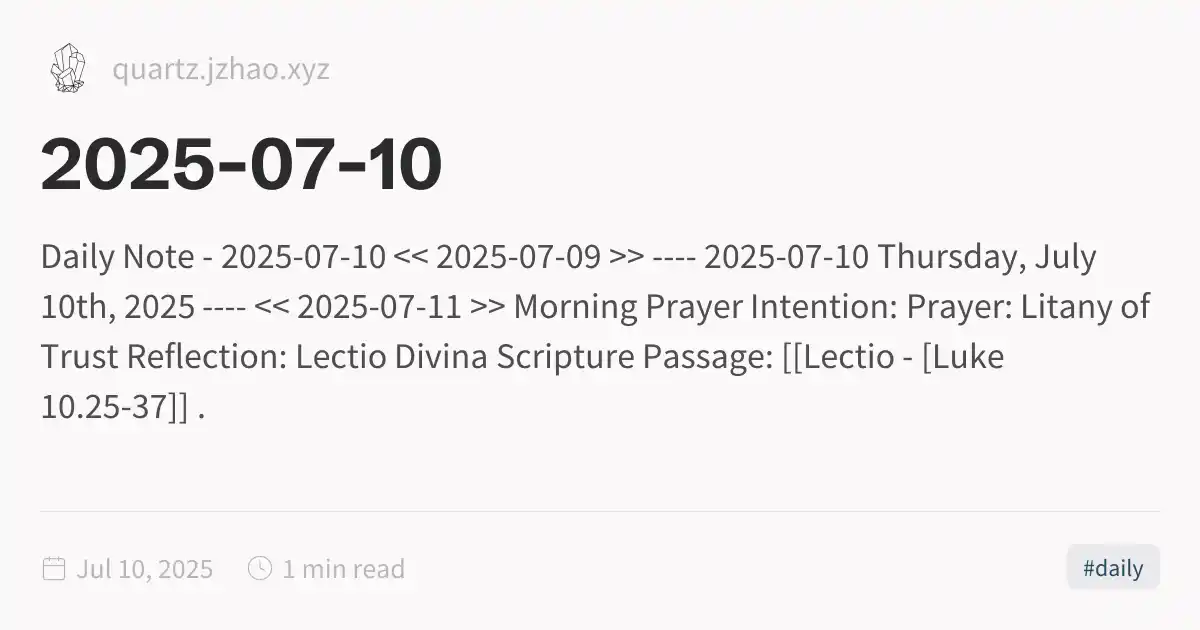 quartz.jzhao.xyz
2025-07-10
Daily Note - 2025-07-10 << 2025-07-09 >> ---- 2025-07-10 Thursday, July
10th, 2025 ---- << 2025-07-11 >> Morning Prayer Intention: Prayer: Litany of
Trust Reflection: Lectio Divina Scripture Passage: [[Lectio - [Luke
10.25-37]] .
Jul 10, 2025 1 min read #daily